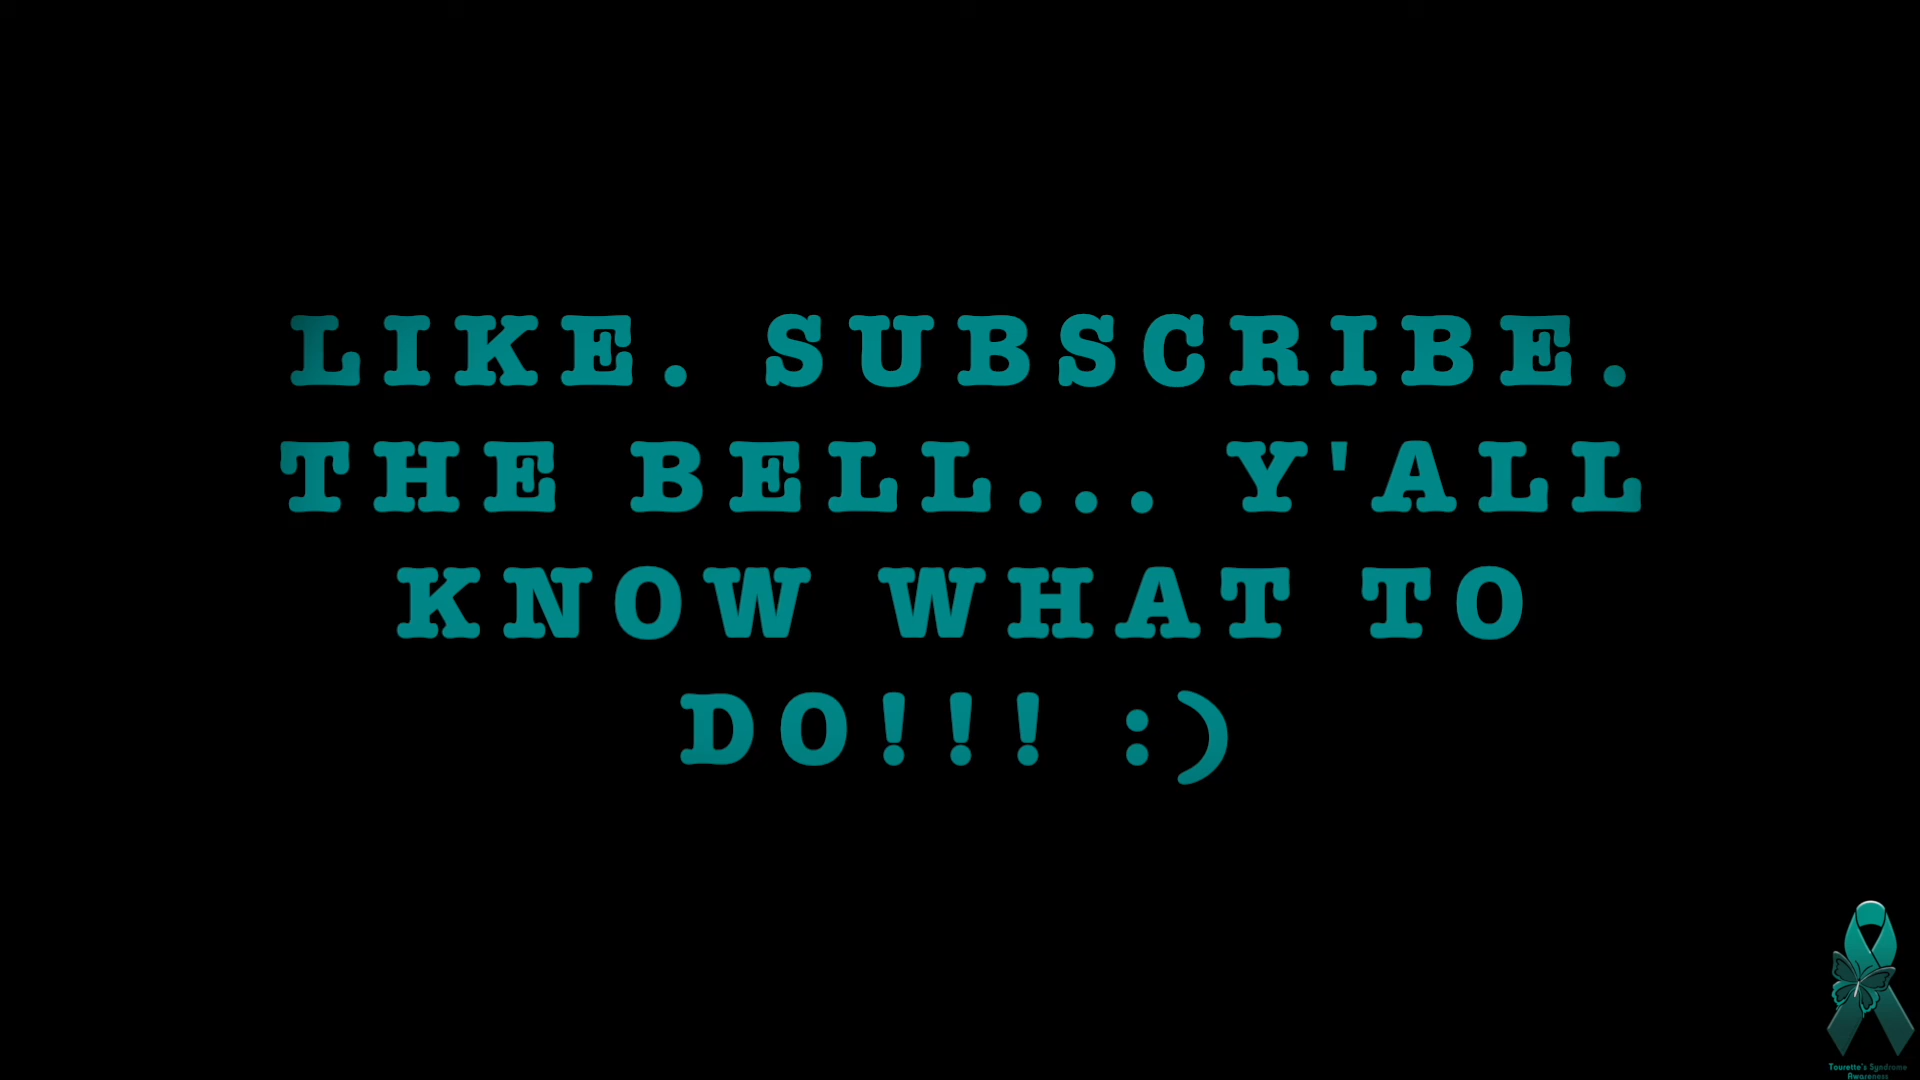 LIKE. SUBSCRIBE.
THE BELL... Y'ALL
KNOW WHAT TO
DO!!! :)
Tourette's Syndrome
Awareness